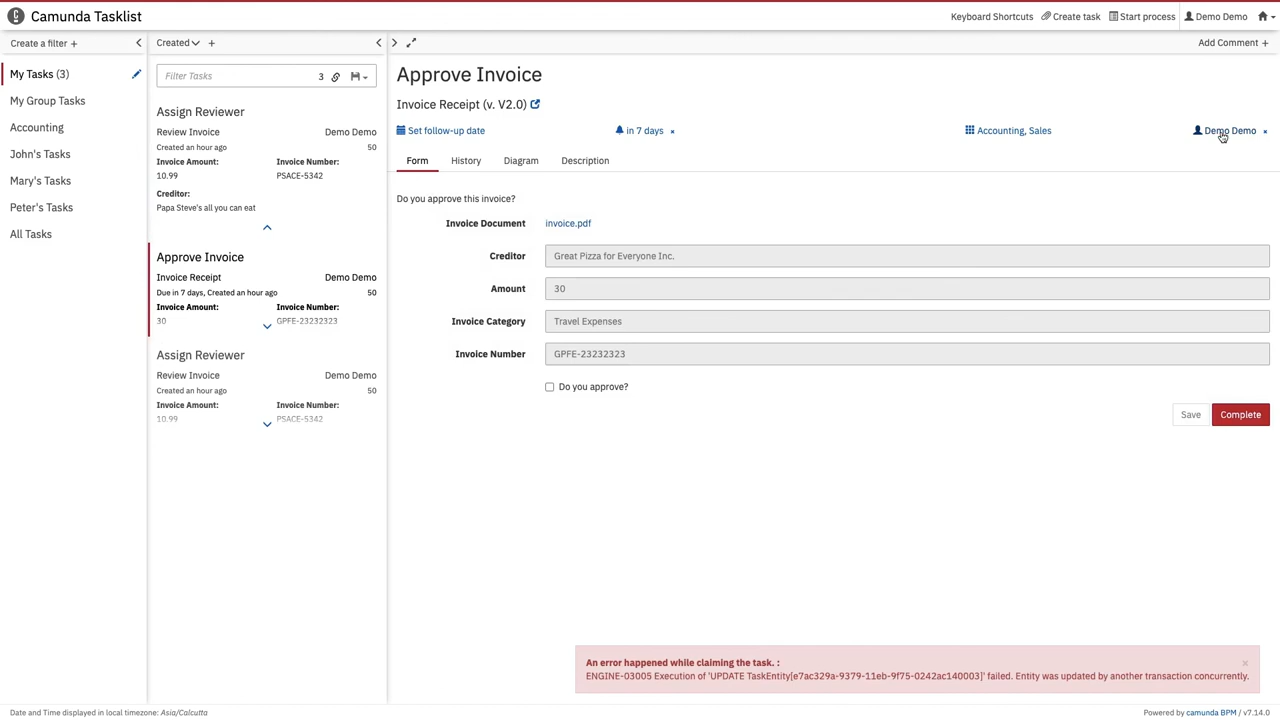 Camunda Tasklist
Keyboard Shortcuts Create task Start process Demo Demo
Create a filter +
Created +
Add Comment +
My Tasks (3)
My Group Tasks
Accounting
John's Tasks
Mary's Tasks
Peter's Tasks
All Tasks
Filter Tasks 3
Assign Reviewer
Review Invoice Demo Demo
Created an hour ago 50
Invoice Amount: Invoice Number:
10.99 PSACE-5342
Creditor:
Papa Steve's all you can eat
Approve Invoice
Invoice Receipt Demo Demo
Due in 7 days, Created an hour ago 50
Invoice Amount: Invoice Number:
30 GPFE-23232323
Assign Reviewer
Review Invoice Demo Demo
Created an hour ago 50
Invoice Amount: Invoice Number:
10.99 PSACE-5342
Approve Invoice
Invoice Receipt (v. V2.0)
Set follow-up date in 7 days × Accounting, Sales Demo Demo ×
Form History Diagram Description
Do you approve this invoice?
Invoice Document invoice.pdf
Creditor Great Pizza for Everyone Inc.
Amount 30
Invoice Category Travel Expenses
Invoice Number GPFE-23232323
Do you approve?
Save Complete
An error happened while claiming the task. : ×
ENGINE-03005 Execution of 'UPDATE TaskEntity[e7ac329a-9379-11eb-9f75-0242ac140003]' failed. Entity was updated by another transaction concurrently.
Date and Time displayed in local timezone: Asia/Calcutta
Powered by camunda BPM / v7.14.0